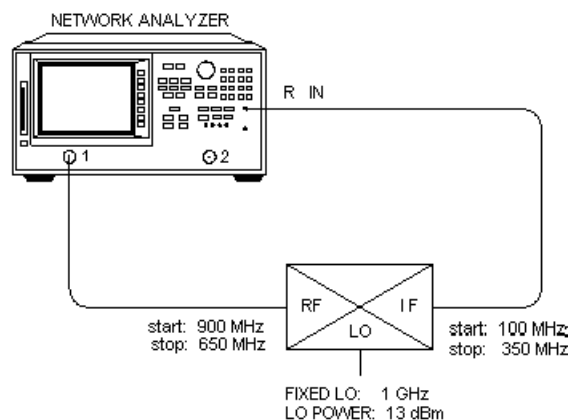 NETWORK ANALYZER
R IN
1
2
RF
IF
LO
start: 900 MHz
stop: 650 MHz
start: 100 MHz:
stop: 350 MHz
FIXED LO: 1 GHz
LO POWER: 13 dBm